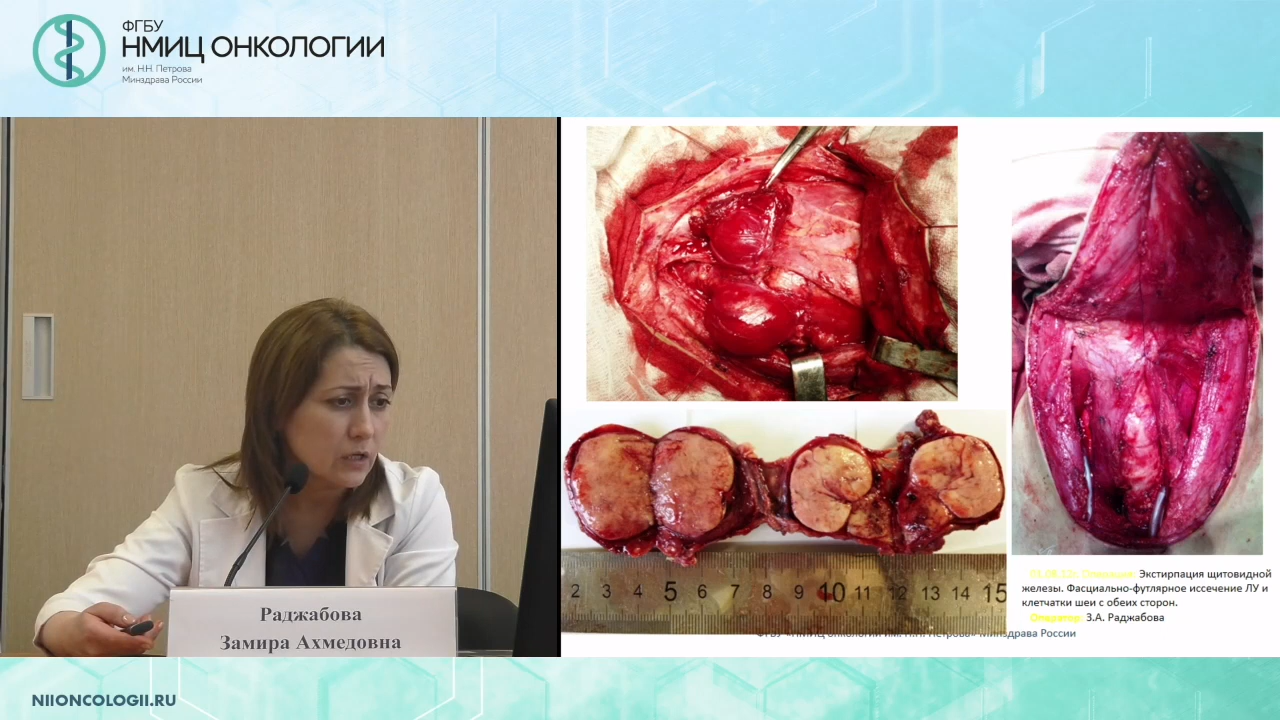 ФГБУ
НМИЦ ОНКОЛОГИИ
им. Н.Н. Петрова
Минздрава России
Раджабова
Замира Ахмедовна
2 3 4 5 6 7 8 9 10 11 12 13 14 15
Операция: Экстирпация щитовидной
железы. Фасциально-футлярное иссечение ЛУ и
клетчатки шеи с обеих сторон.
Оператор: З.А. Раджабова
ФГБУ «НМИЦ онкологии им. Н.Н. Петрова» Минздрава России
NIIONCOLOGII.RU